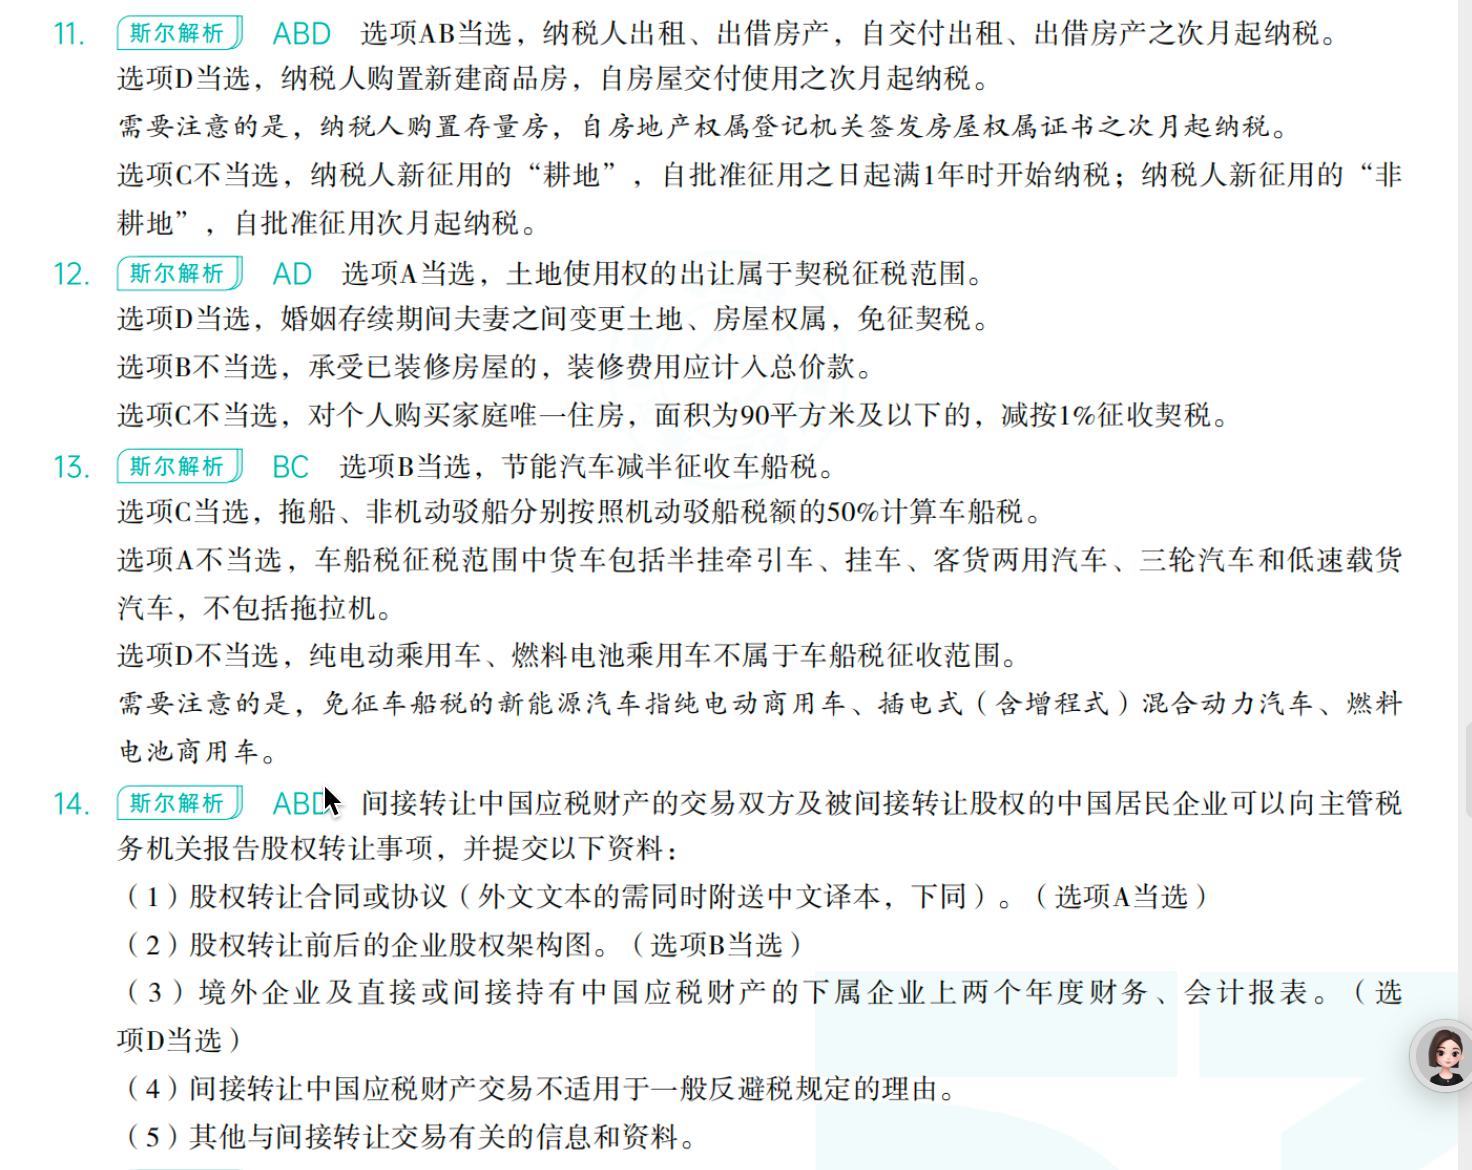 11. 斯尔解析 ABD 选项AB当选，纳税人出租、出借房产，自交付出租、出借房产之次月起纳税。
选项D当选，纳税人购置新建商品房，自房屋交付使用之次月起纳税。
需要注意的是，纳税人购置存量房，自房地产权属登记机关签发房屋权属证书之次月起纳税。
选项C不当选，纳税人新征用的“耕地”，自批准征用之日起满1年时开始纳税；纳税人新征用的“非
耕地”，自批准征用次月起纳税。
12. 斯尔解析 AD 选项A当选，土地使用权的出让属于契税征税范围。
选项D当选，婚姻存续期间夫妻之间变更土地、房屋权属，免征契税。
选项B不当选，承受已装修房屋的，装修费用应计入总价款。
选项C不当选，对个人购买家庭唯一住房，面积为90平方米及以下的，减按1%征收契税。
13. 斯尔解析 BC 选项B当选，节能汽车减半征收车船税。
选项C当选，拖船、非机动驳船分别按照机动驳船税额的50%计算车船税。
选项A不当选，车船税征税范围中货车包括半挂牵引车、挂车、客货两用汽车、三轮汽车和低速载货
汽车，不包括拖拉机。
选项D不当选，纯电动乘用车、燃料电池乘用车不属于车船税征收范围。
需要注意的是，免征车船税的新能源汽车指纯电动商用车、插电式（含增程式）混合动力汽车、燃料
电池商用车。
14. 斯尔解析 ABD 间接转让中国应税财产的交易双方及被间接转让股权的中国居民企业可以向主管税
务机关报告股权转让事项，并提交以下资料：
（1）股权转让合同或协议（外文文本的需同时附送中文译本，下同）。（选项A当选）
（2）股权转让前后的企业股权架构图。（选项B当选）
（3）境外企业及直接或间接持有中国应税财产的下属企业上两个年度财务、会计报表。（选
项D当选）
（4）间接转让中国应税财产交易不适用于一般反避税规定的理由。
（5）其他与间接转让交易有关的信息和资料。